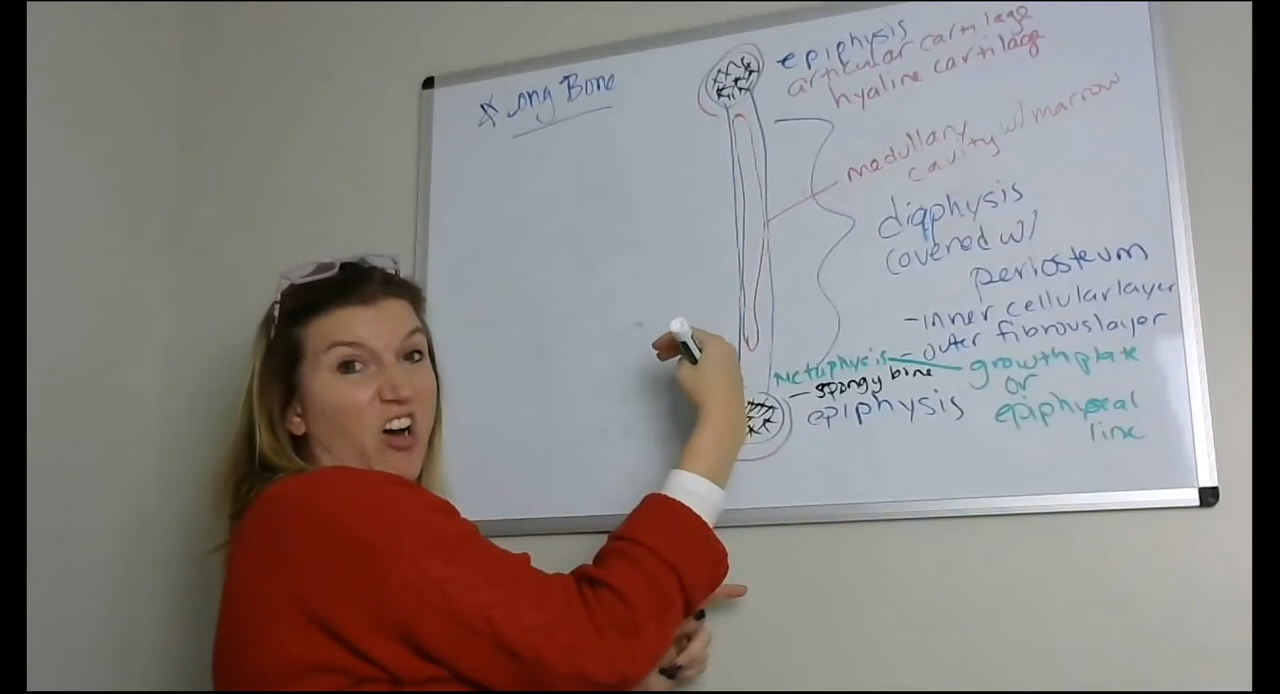 * Long Bone
epiphysis
articular cartilage
hyaline cartilage
medullary
cavity w/ marrow
diaphysis
covered w/
periosteum
- inner cellular layer
- outer fibrous layer
metaphysis
growth plate
or
epiphyseal
line
- spongy bone
epiphysis